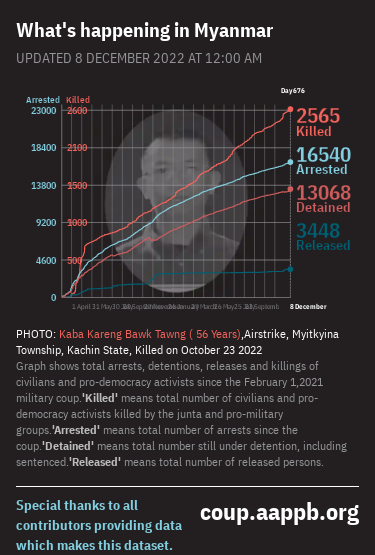 What's happening in Myanmar
UPDATED 8 DECEMBER 2022 AT 12:00 AM
Day676
Arrested Killed
23000 2600
2565
Killed
18400 2100
16540
Arrested
13800 1500
13068
Detained
9200 1000
3448
Released
4600 500
0
8 December
PHOTO: Kaba Kareng Bawk Tawng ( 56 Years),Airstrike, Myitkyina
Township, Kachin State, Killed on October 23 2022
Graph shows total arrests, detentions, releases and killings of
civilians and pro-democracy activists since the February 1,2021
military coup.'Killed' means total number of civilians and pro-
democracy activists killed by the junta and pro-military
groups.'Arrested' means total number of arrests since the
coup.'Detained' means total number still under detention, including
sentenced.'Released' means total number of released persons.
Special thanks to all
contributors providing data
which makes this dataset.
coup.aappb.org